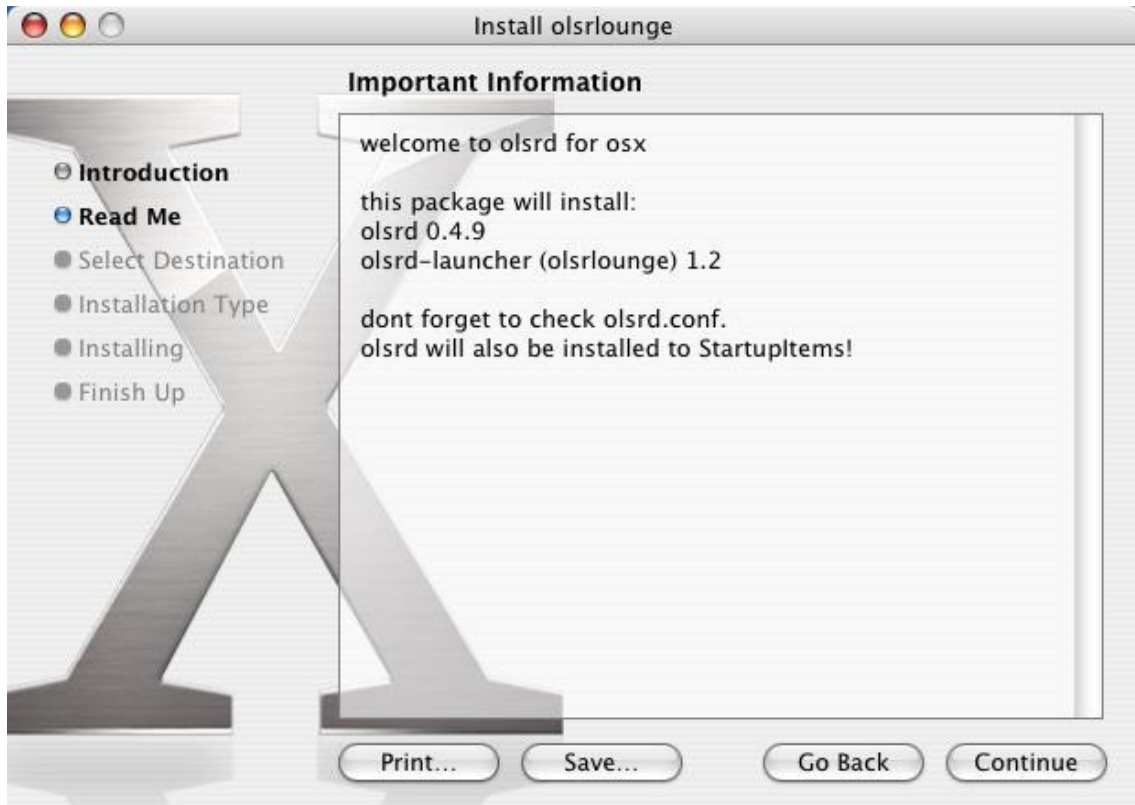 Install olsrlounge
Important Information
Introduction
Read Me
Select Destination
Installation Type
Installing
Finish Up
welcome to olsrd for osx
this package will install:
olsrd 0.4.9
olsrd-launcher (olsrlounge) 1.2
dont forget to check olsrd.conf.
olsrd will also be installed to StartupItems!
Print...
Save...
Go Back
Continue